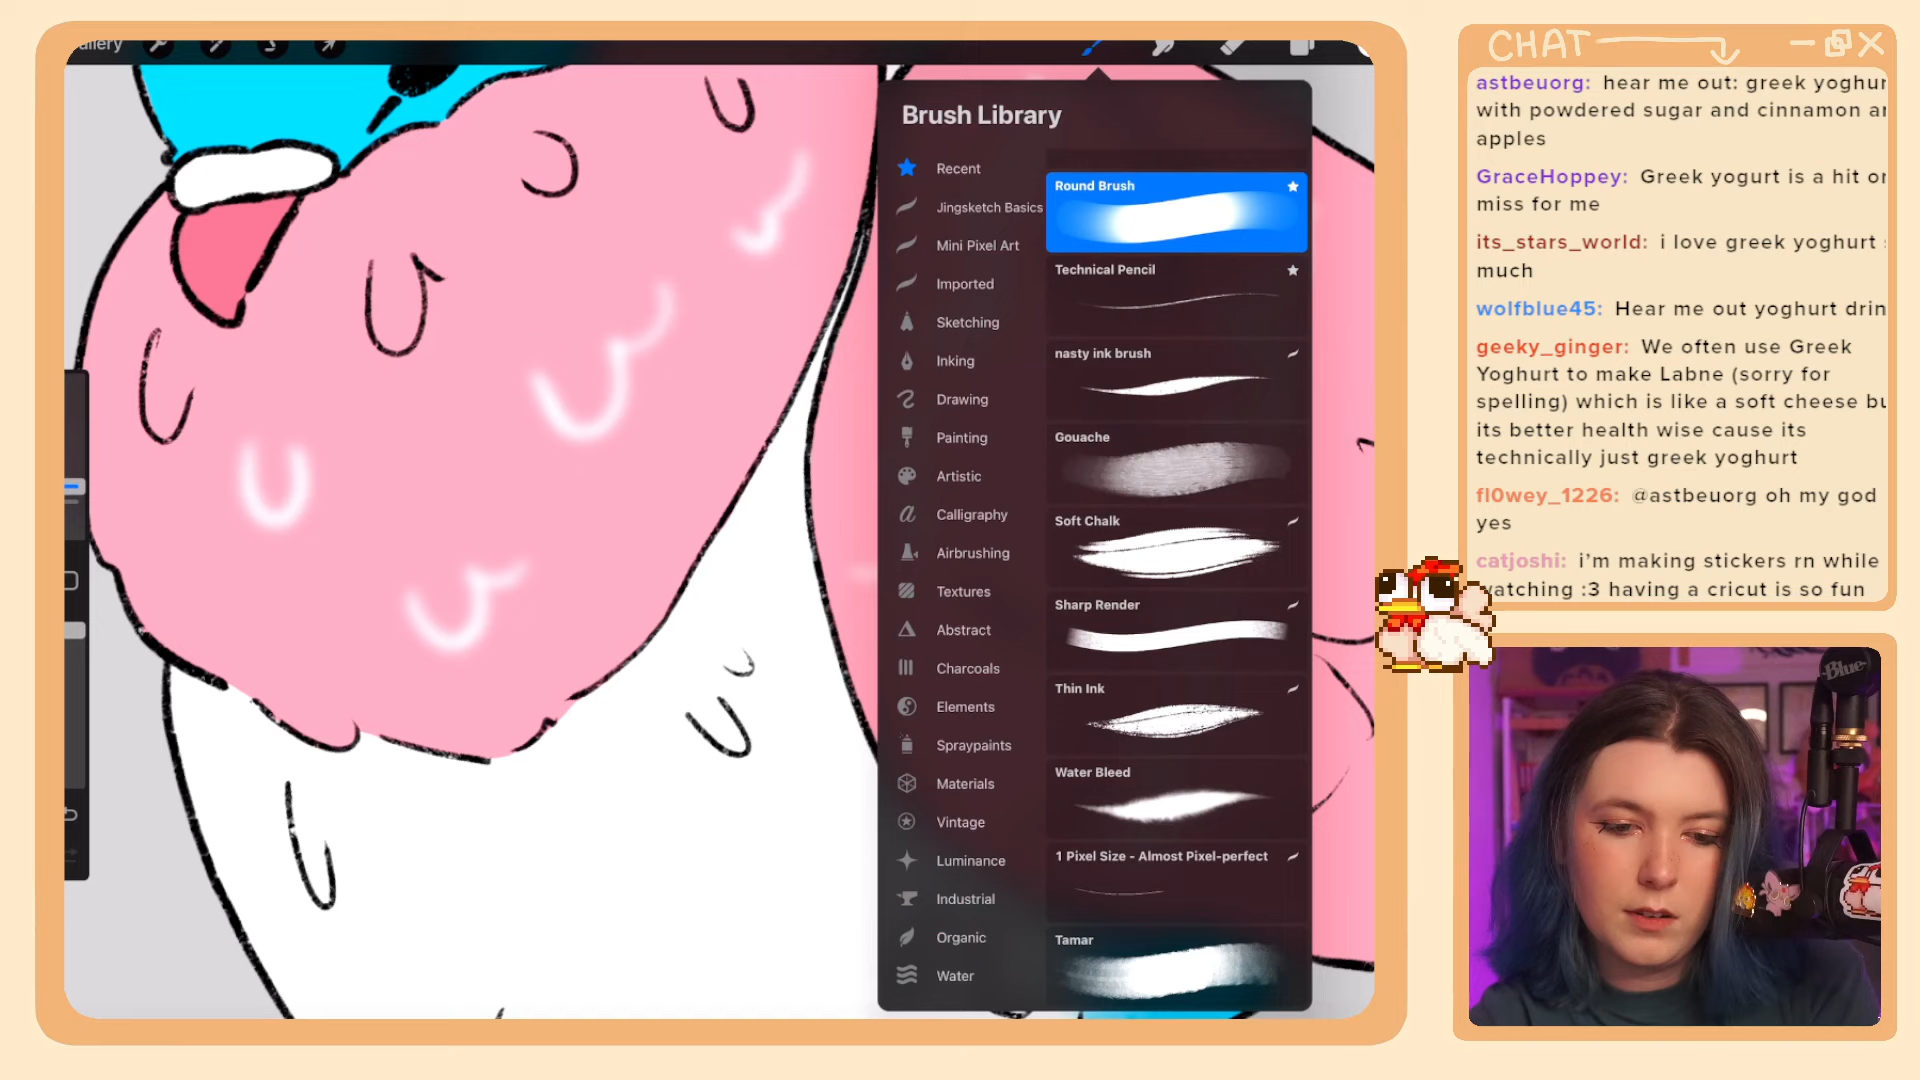 allery
Brush Library
Recent
Jingsketch Basics
Mini Pixel Art
Imported
Sketching
Inking
Drawing
Painting
Artistic
Calligraphy
Airbrushing
Textures
Abstract
Charcoals
Elements
Spraypaints
Materials
Vintage
Luminance
Industrial
Organic
Water
Round Brush
Technical Pencil
nasty ink brush
Gouache
Soft Chalk
Sharp Render
Thin Ink
Water Bleed
1 Pixel Size - Almost Pixel-perfect
Tamar
CHAT
astbeuorg: hear me out: greek yoghur
with powdered sugar and cinnamon a
apples
GraceHoppey: Greek yogurt is a hit or
miss for me
its_stars_world: i love greek yoghurt
much
wolfblue45: Hear me out yoghurt drin
geeky_ginger: We often use Greek
Yoghurt to make Labne (sorry for
spelling) which is like a soft cheese bu
its better health wise cause its
technically just greek yoghurt
fl0wey_1226: @astbeuorg oh my god
yes
catjoshi: i'm making stickers rn while
watching :3 having a cricut is so fun
Blue